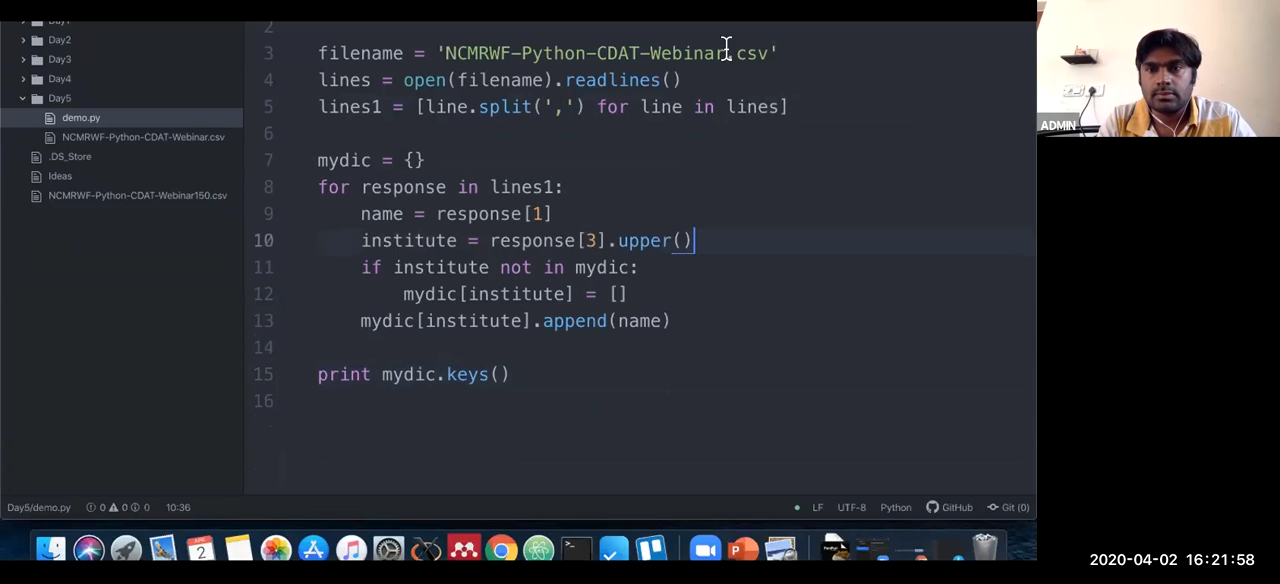 Day1
Day2
Day3
Day4
Day5
demo.py
NCMRWF-Python-CDAT-Webinar.csv
.DS_Store
Ideas
NCMRWF-Python-CDAT-Webinar150.csv
2
3 filename = 'NCMRWF-Python-CDAT-Webinar.csv'
4 lines = open(filename).readlines()
5 lines1 = [line.split(',') for line in lines]
6
7 mydic = {}
8 for response in lines1:
9 name = response[1]
10 institute = response[3].upper()
11 if institute not in mydic:
12 mydic[institute] = []
13 mydic[institute].append(name)
14
15 print mydic.keys()
16
ADMIN
Day5/demo.py 0 0 0 10:36 LF UTF-8 Python GitHub Git (0)
APR
2
2020-04-02 16:21:58